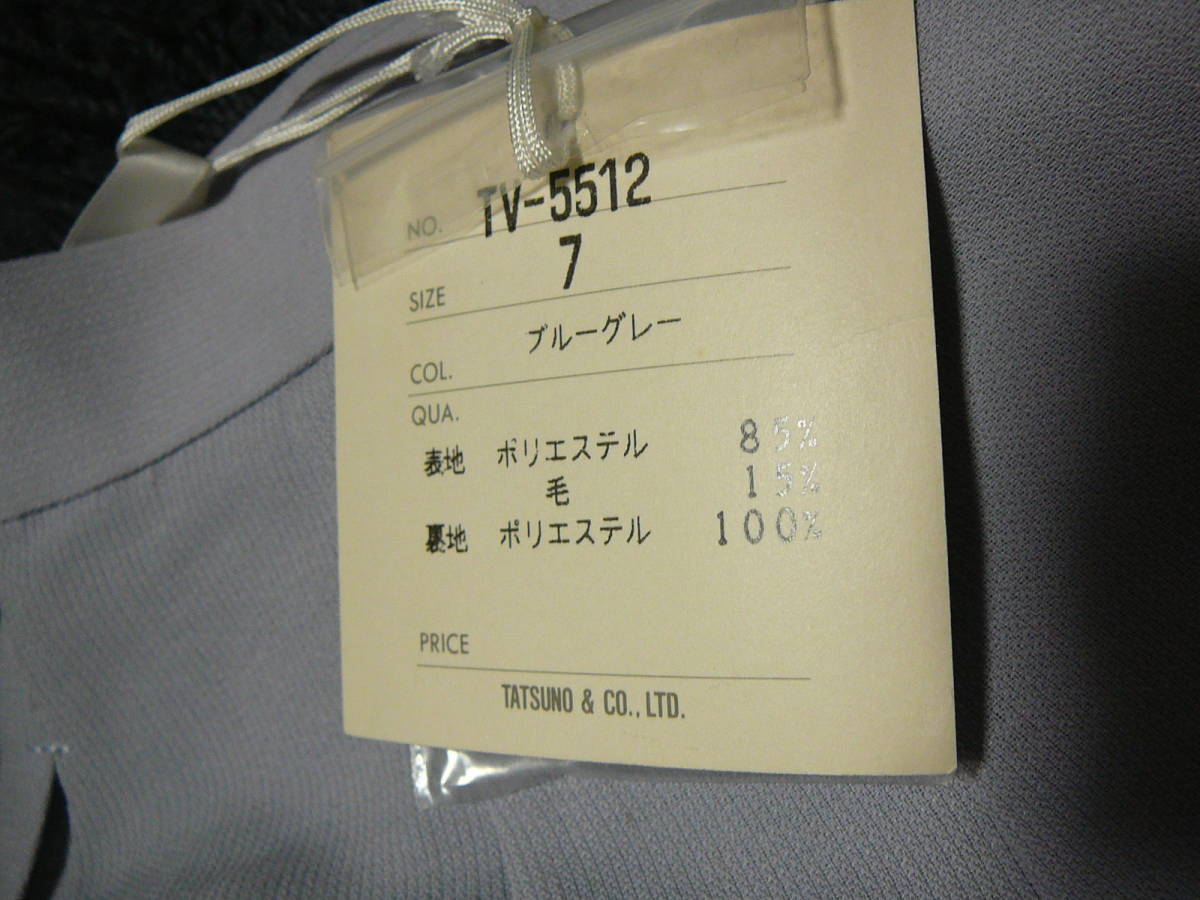 NO. TV-5512
SIZE 7
COL. ブルーグレー
QUA.
表地 ポリエステル 85%
毛 15%
裏地 ポリエステル 100%
PRICE
TATSUNO & CO., LTD.